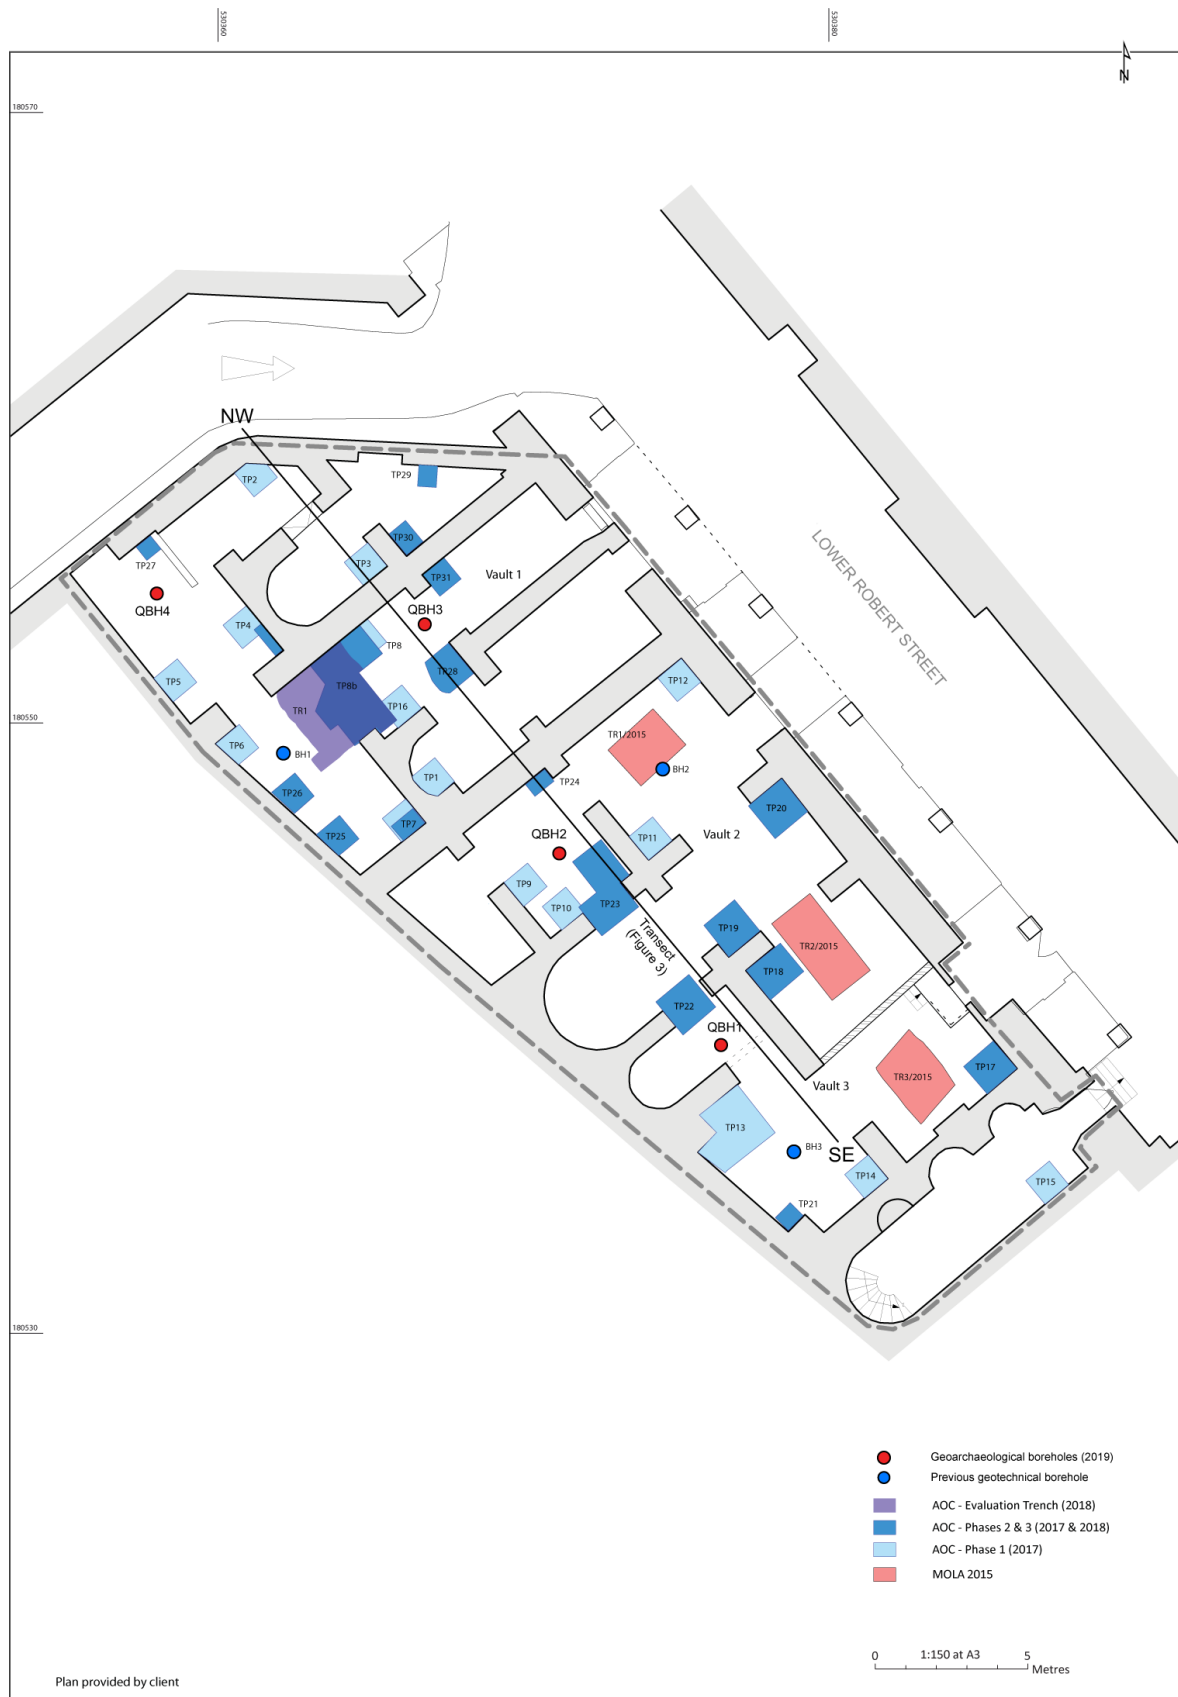 530360
530380
N
180570
NW
TP29
TP2
TP30
TP3
TP27
TP31
Vault 1
LOWER ROBERT STREET
QBH4
QBH3
TP4
TP8
TP28
TP5
TP8b
TP12
TR1
TP16
180550
TP6
BH1
TR1/2015
BH2
TP1
TP24
TP26
TP20
TP7
TP25
QBH2
TP11
Vault 2
TP9
TP23
TP10
TP19
Transect
(Figure 3)
TR2/2015
TP18
TP22
QBH1
TR3/2015
TP17
Vault 3
TP13
BH3
SE
TP14
TP15
TP21
180530
Geoarchaeological boreholes (2019)
Previous geotechnical borehole
AOC - Evaluation Trench (2018)
AOC - Phases 2 & 3 (2017 & 2018)
AOC - Phase 1 (2017)
MOLA 2015
0 1:150 at A3 5
Metres
Plan provided by client